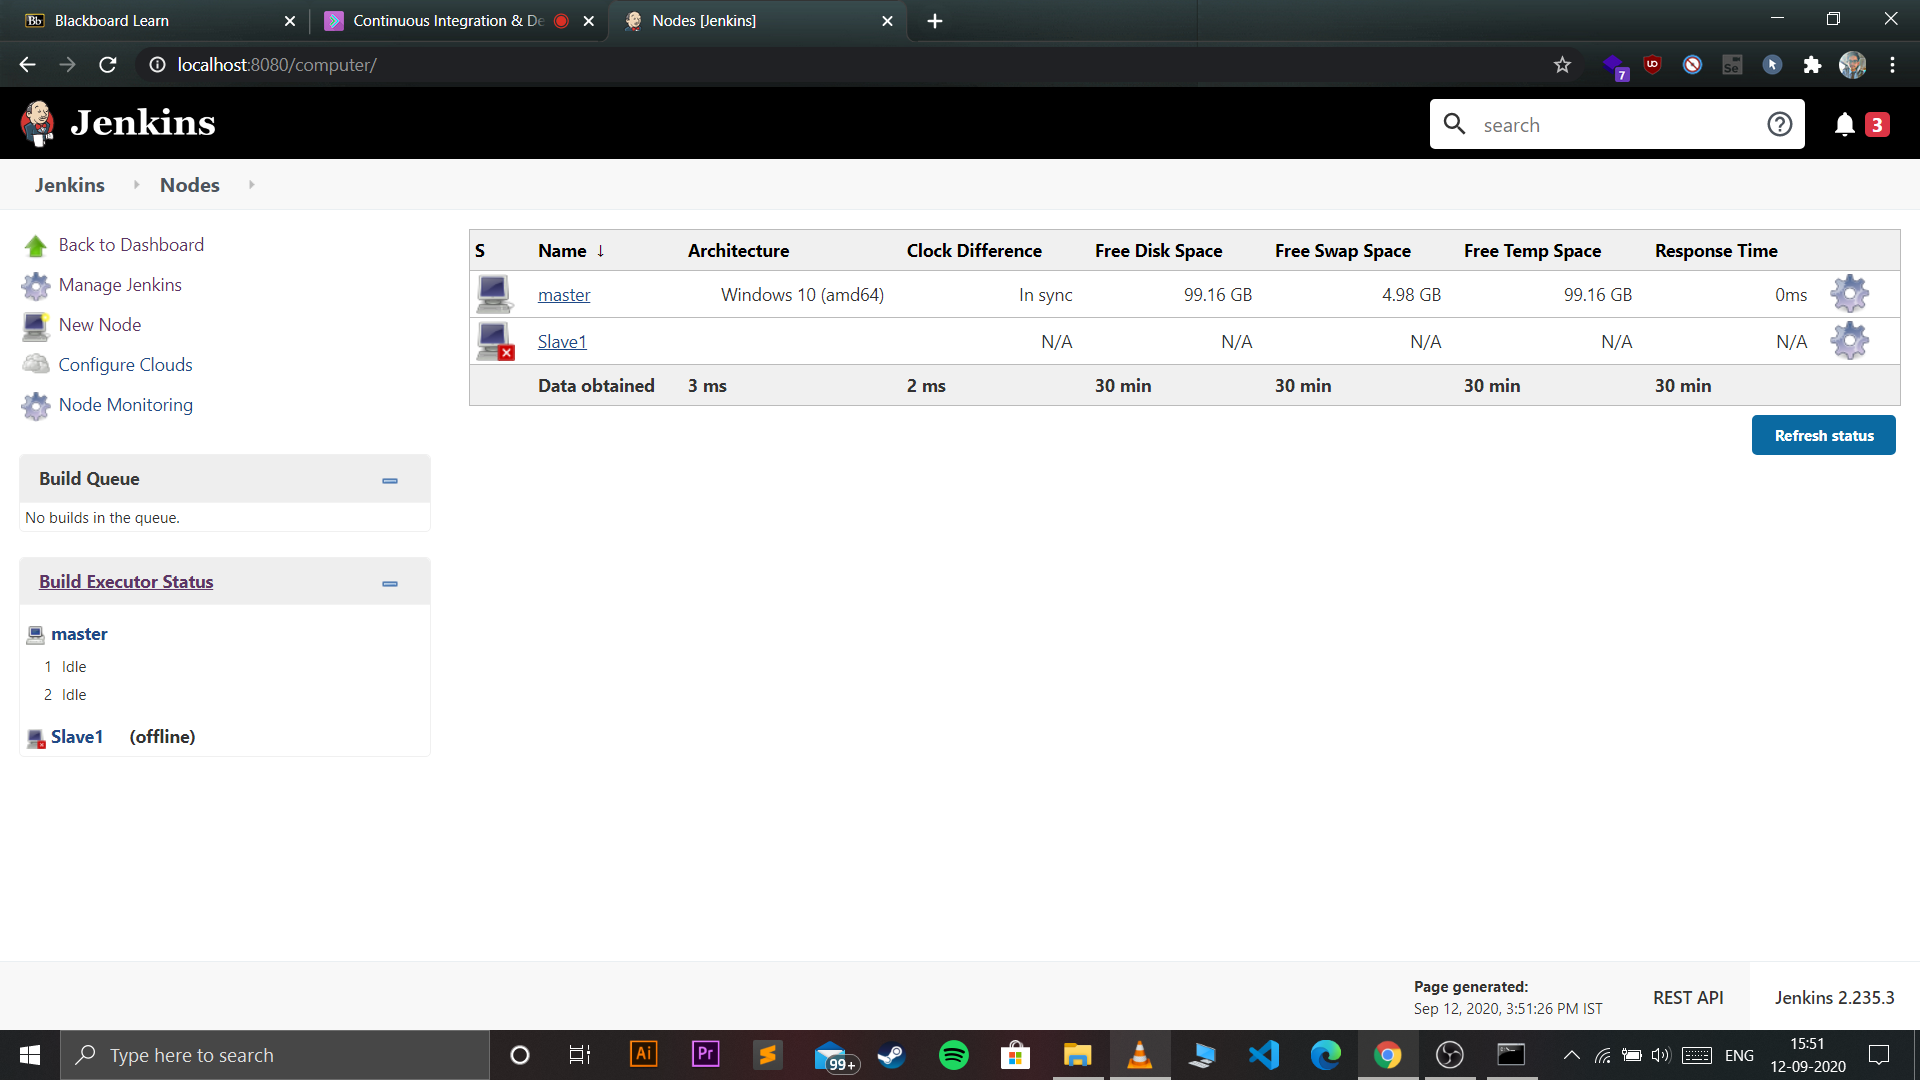 Blackboard Learn
Continuous Integration & De
Nodes [Jenkins]
localhost:8080/computer/
7
UD
Se
Jenkins
search
3
Jenkins
Nodes
Back to Dashboard
Manage Jenkins
New Node
Configure Clouds
Node Monitoring
S Name ↓ Architecture Clock Difference Free Disk Space Free Swap Space Free Temp Space Response Time
master Windows 10 (amd64) In sync 99.16 GB 4.98 GB 99.16 GB 0ms
Slave1 N/A N/A N/A N/A N/A
Data obtained 3 ms 2 ms 30 min 30 min 30 min 30 min
Refresh status
Build Queue
No builds in the queue.
Build Executor Status
master
1 Idle
2 Idle
Slave1 (offline)
Page generated:
Sep 12, 2020, 3:51:26 PM IST
REST API
Jenkins 2.235.3
Type here to search
Ai
Pr
99+
ENG
15:51
12-09-2020